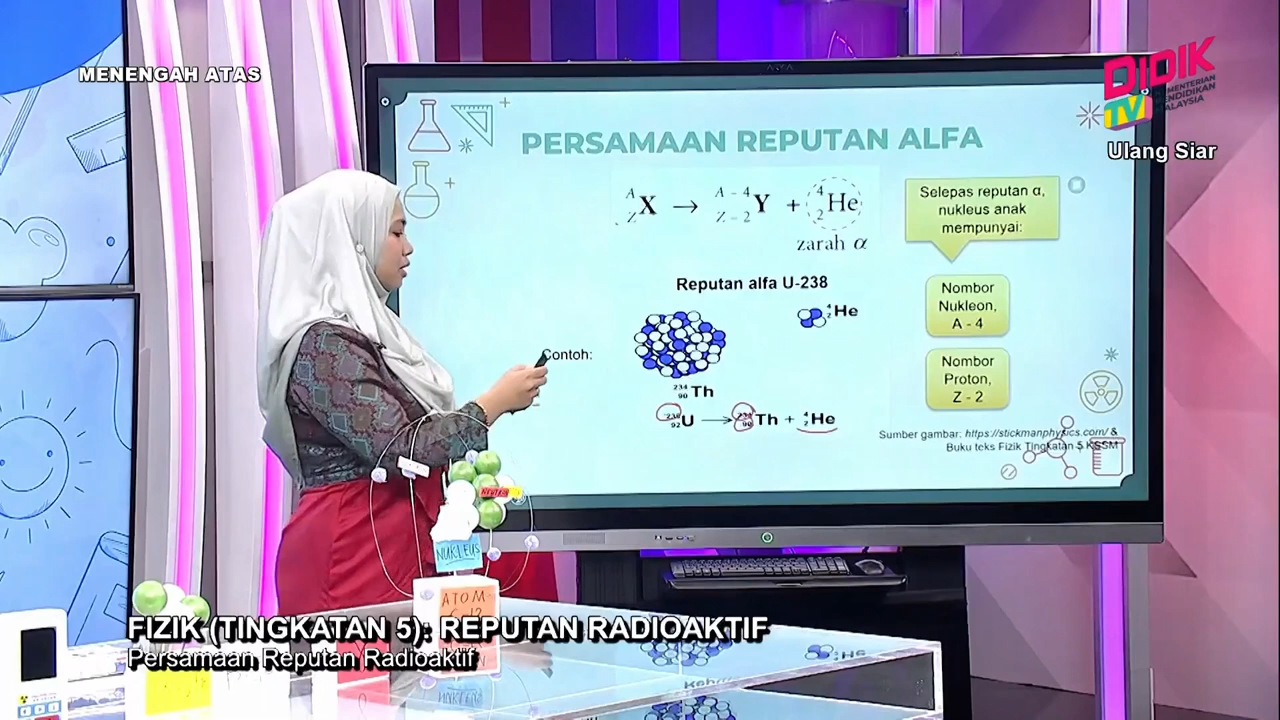 MENENGAH ATAS
DIDIK
TV
KEMENTERIAN
PENDIDIKAN
MALAYSIA
Ulang Siar
PERSAMAAN REPUTAN ALFA
A
Z X → A - 4
Z - 2 Y + 4
2 He
zarah α
Selepas reputan α,
nukleus anak
mempunyai:
Reputan alfa U-238
4
2 He
Nombor
Nukleon,
A - 4
Contoh:
Nombor
Proton,
Z - 2
234
90 Th
238
92 U → 234
90 Th + 4
2 He
Sumber gambar: https://stickmanphysics.com/ &
Buku teks Fizik Tingkatan 5 KSSM
NEUTRON
NUKLEUS
ATOM
C-12
FIZIK (TINGKATAN 5): REPUTAN RADIOAKTIF
Persamaan Reputan Radioaktif